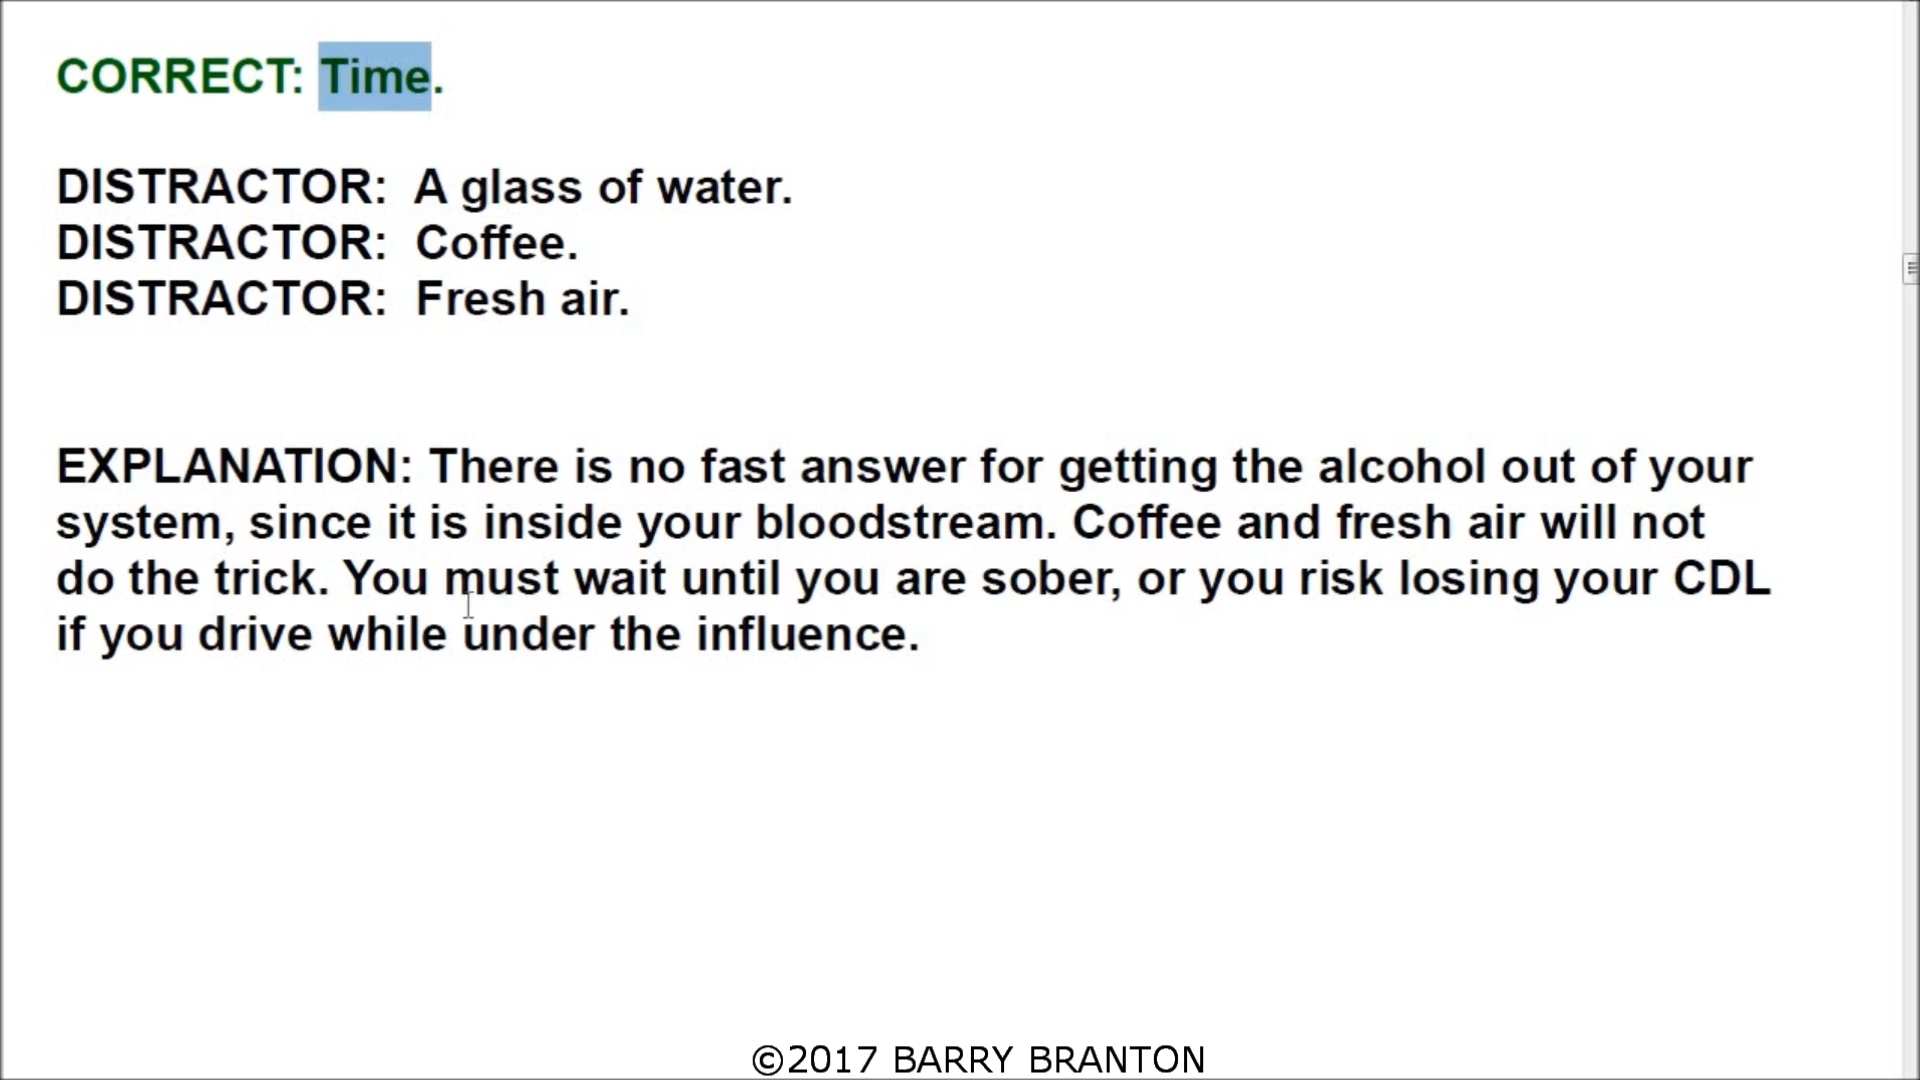 CORRECT: Time.
DISTRACTOR: A glass of water.
DISTRACTOR: Coffee.
DISTRACTOR: Fresh air.
EXPLANATION: There is no fast answer for getting the alcohol out of your
system, since it is inside your bloodstream. Coffee and fresh air will not
do the trick. You must wait until you are sober, or you risk losing your CDL
if you drive while under the influence.
©2017 BARRY BRANTON